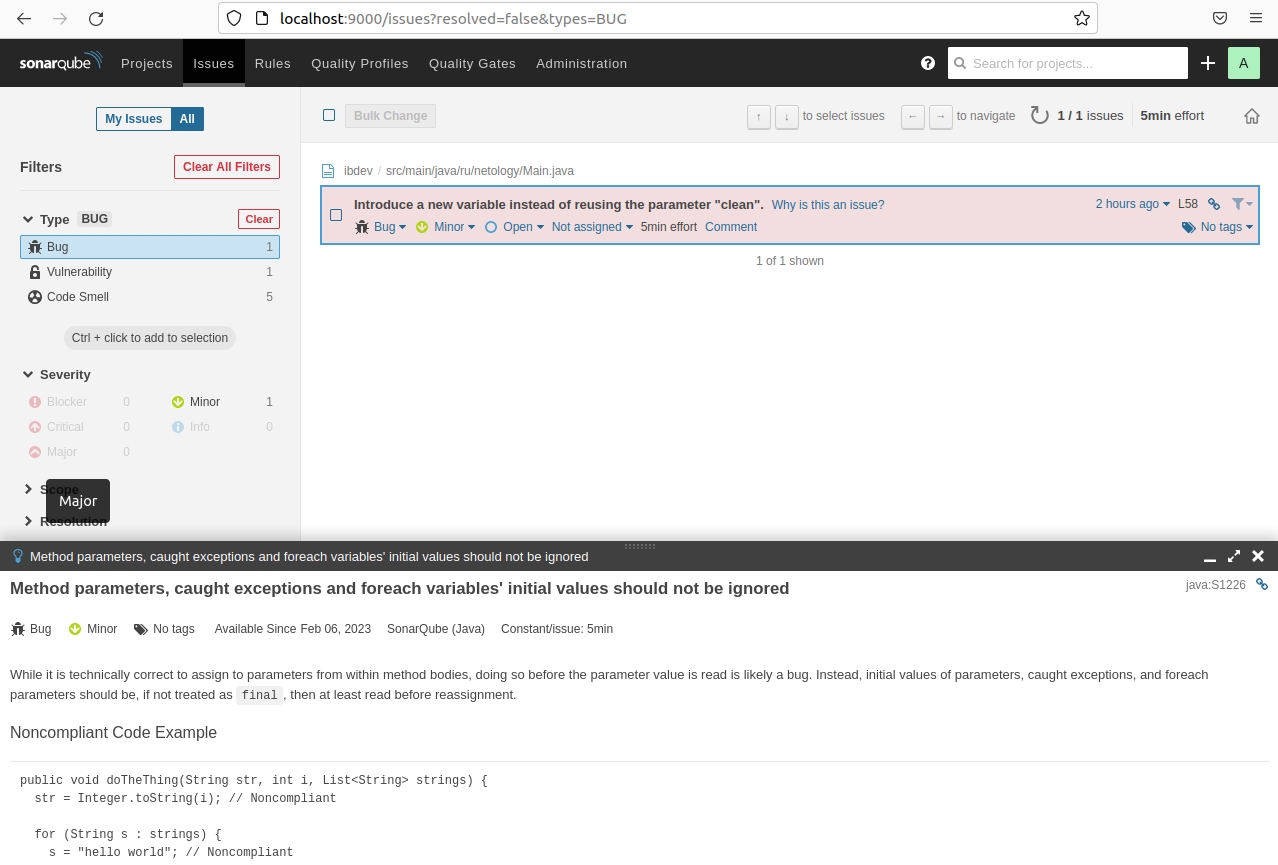 localhost:9000/issues?resolved=false&types=BUG
sonarqube Projects Issues Rules Quality Profiles Quality Gates Administration Search for projects... A
My Issues All
Bulk Change ↑ ↓ to select issues ← → to navigate 1 / 1 issues 5min effort
Filters Clear All Filters
ibdev / src/main/java/ru/netology/Main.java
Introduce a new variable instead of reusing the parameter "clean". Why is this an issue? 2 hours ago L58
Bug Minor Open Not assigned 5min effort Comment No tags
1 of 1 shown
Type BUG Clear
Bug 1
Vulnerability 1
Code Smell 5
Ctrl + click to add to selection
Severity
Blocker 0 Minor 1
Critical 0 Info 0
Major 0
Scope
Major
Resolution
Method parameters, caught exceptions and foreach variables' initial values should not be ignored
Method parameters, caught exceptions and foreach variables' initial values should not be ignored java:S1226
Bug Minor No tags Available Since Feb 06, 2023 SonarQube (Java) Constant/issue: 5min
While it is technically correct to assign to parameters from within method bodies, doing so before the parameter value is read is likely a bug. Instead, initial values of parameters, caught exceptions, and foreach
parameters should be, if not treated as final, then at least read before reassignment.
Noncompliant Code Example
public void doTheThing(String str, int i, List<String> strings) {
str = Integer.toString(i); // Noncompliant
for (String s : strings) {
s = "hello world"; // Noncompliant